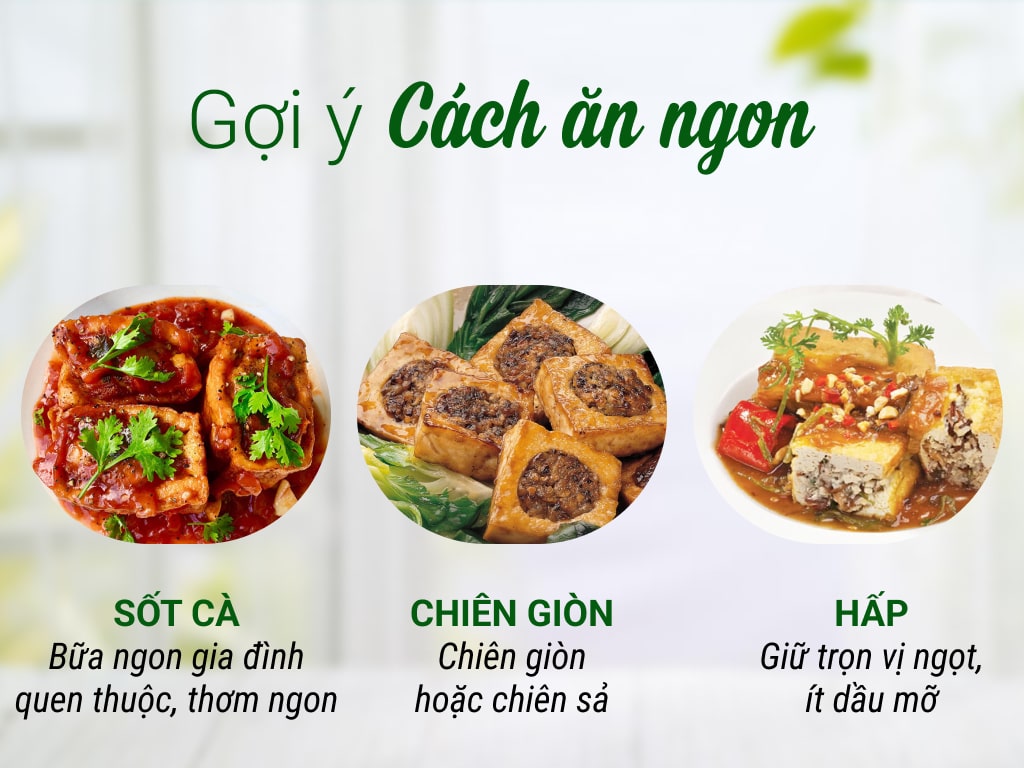 Gợi ý Cách ăn ngon
SỐT CÀ
Bữa ngon gia đình
quen thuộc, thơm ngon
CHIÊN GIÒN
Chiên giòn
hoặc chiên sả
HẤP
Giữ trọn vị ngọt,
ít dầu mỡ